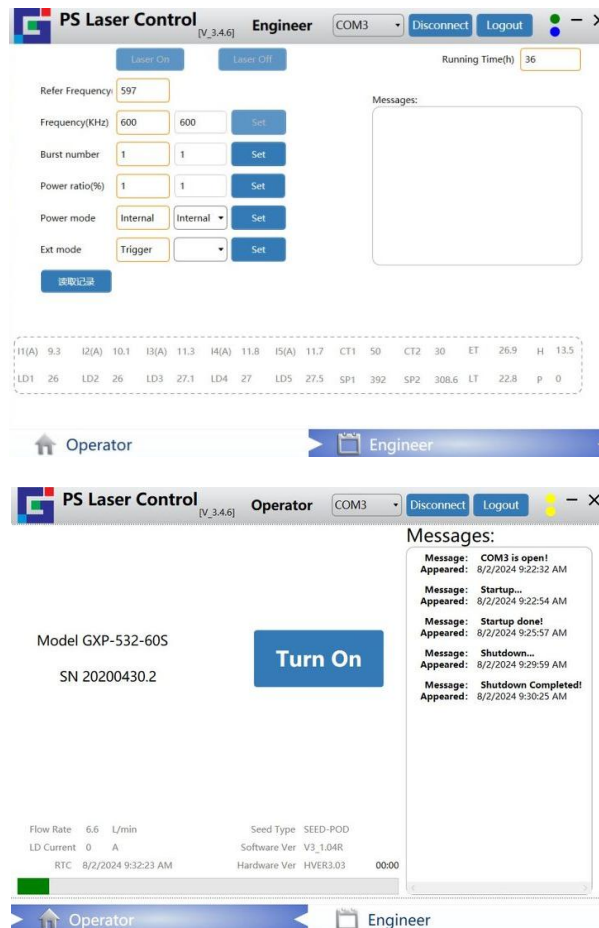 PS Laser Control [V_3.4.6] Engineer COM3 Disconnect Logout
Laser On Laser Off Running Time(h) 36
Refer Frequency 597
Messages:
Frequency(KHz) 600 600 Set
Burst number 1 1 Set
Power ratio(%) 1 1 Set
Power mode Internal Internal Set
Ext mode Trigger Set
读取记录
I1(A) 9.3 I2(A) 10.1 I3(A) 11.3 I4(A) 11.8 I5(A) 11.7 CT1 50 CT2 30 ET 26.9 H 13.5
LD1 26 LD2 26 LD3 27.1 LD4 27 LD5 27.5 SP1 392 SP2 308.6 LT 22.8 P 0
Operator Engineer
PS Laser Control [V_3.4.6] Operator COM3 Disconnect Logout
Messages:
Message: COM3 is open!
Appeared: 8/2/2024 9:22:32 AM
Message: Startup...
Appeared: 8/2/2024 9:22:54 AM
Message: Startup done!
Appeared: 8/2/2024 9:25:57 AM
Message: Shutdown...
Appeared: 8/2/2024 9:29:59 AM
Message: Shutdown Completed!
Appeared: 8/2/2024 9:30:25 AM
Model GXP-532-60S
SN 20200430.2
Turn On
Flow Rate 6.6 L/min Seed Type SEED-POD
LD Current 0 A Software Ver V3_1.04R
RTC 8/2/2024 9:32:23 AM Hardware Ver HVER3.03 00:00
Operator Engineer